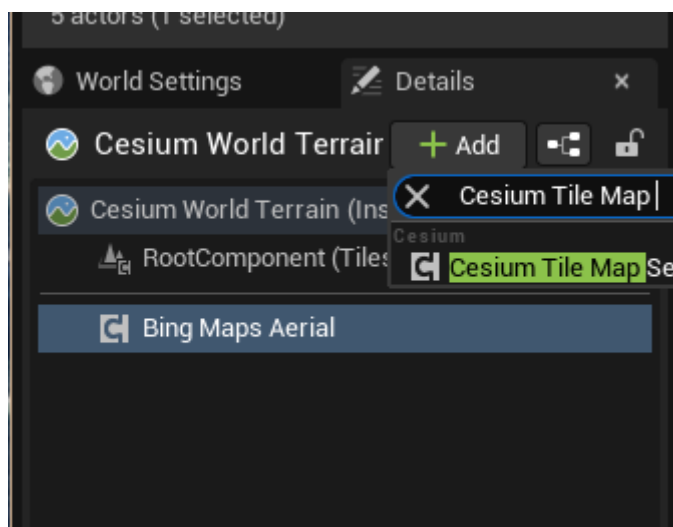 5 actors (1 selected)
World Settings
Details
Cesium World Terrain
+ Add
Cesium World Terrain (Ins
Cesium Tile Map
Cesium
RootComponent (Tiles
Cesium Tile Map Se
Bing Maps Aerial